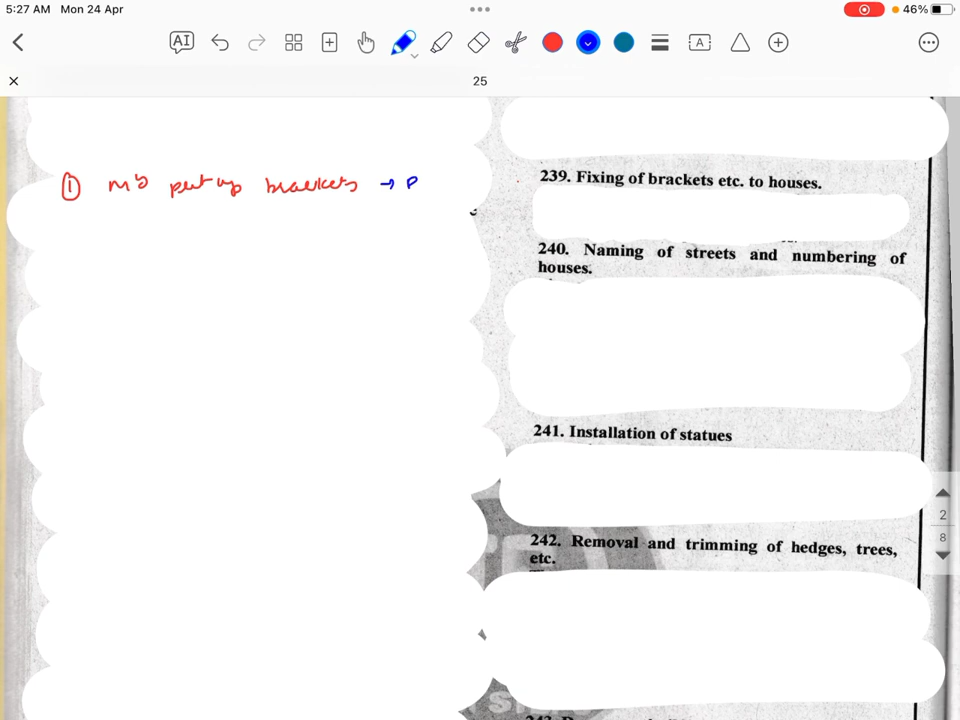 5:27 AM Mon 24 Apr
46%
AI
A
25
① Mb put up brackets → P
239. Fixing of brackets etc. to houses.
240. Naming of streets and numbering of
houses.
241. Installation of statues
242. Removal and trimming of hedges, trees,
etc.
2
8